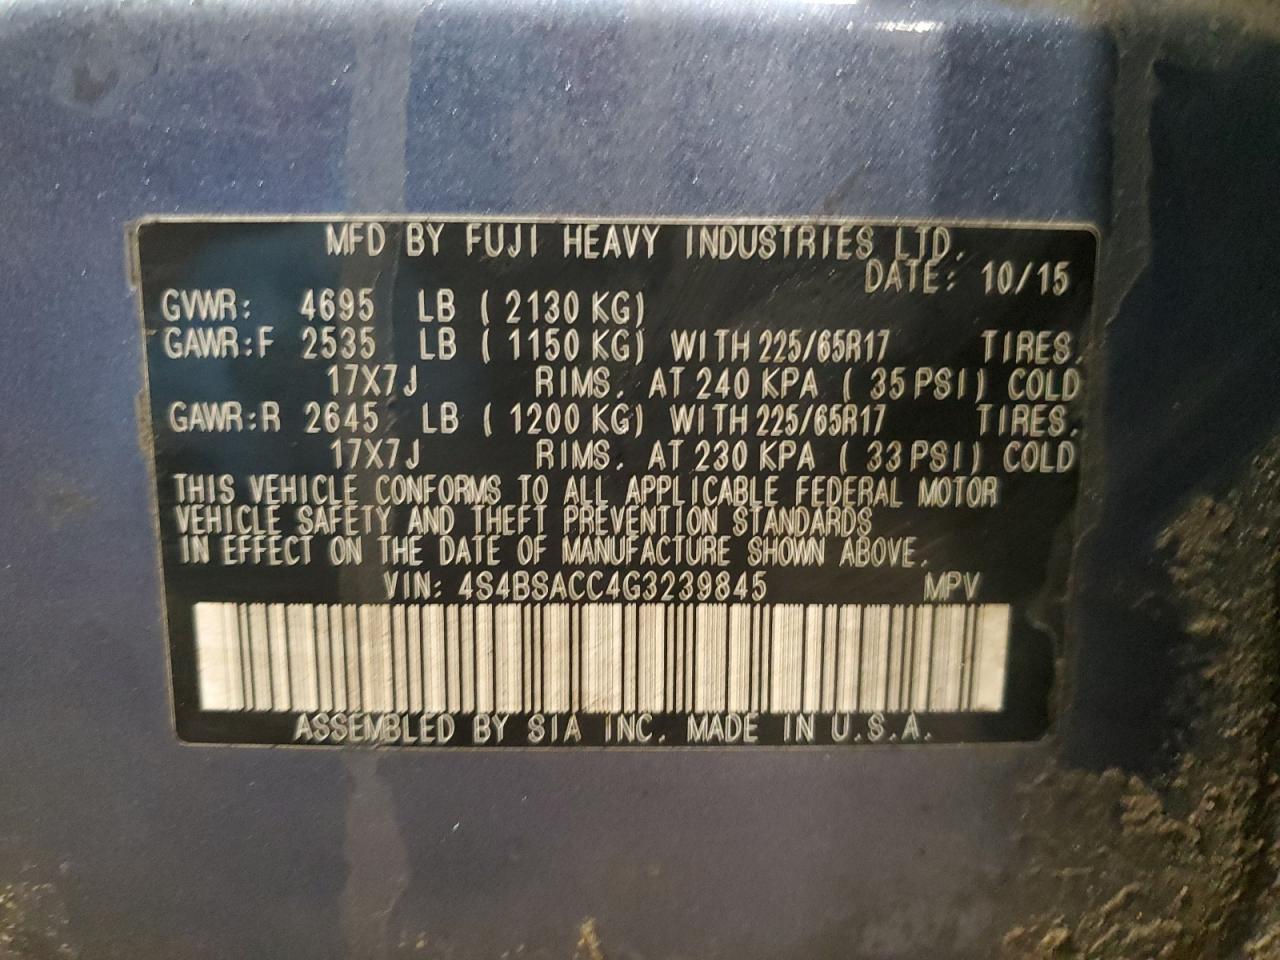 MFD BY FUJI HEAVY INDUSTRIES LTD.
DATE: 10/15
GVWR: 4695 LB ( 2130 KG)
GAWR:F 2535 LB ( 1150 KG) WITH 225/65R17 TIRES.
17X7J RIMS. AT 240 KPA ( 35 PSI) COLD
GAWR:R 2645 LB ( 1200 KG) WITH 225/65R17 TIRES.
17X7J RIMS. AT 230 KPA ( 33 PSI) COLD
THIS VEHICLE CONFORMS TO ALL APPLICABLE FEDERAL MOTOR
VEHICLE SAFETY AND THEFT PREVENTION STANDARDS
IN EFFECT ON THE DATE OF MANUFACTURE SHOWN ABOVE.
VIN: 4S4BSACC4G3239845 MPV
ASSEMBLED BY SIA INC. MADE IN U.S.A.